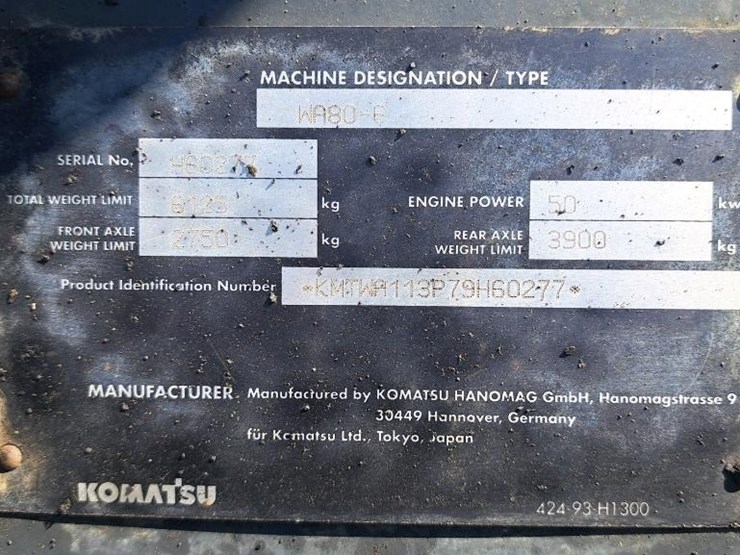 MACHINE DESIGNATION / TYPE
WA80-6
SERIAL No. H60277
TOTAL WEIGHT LIMIT kg ENGINE POWER 50 kw
FRONT AXLE WEIGHT LIMIT 2750 kg REAR AXLE WEIGHT LIMIT 3900 kg
Product Identification Number *KMTWA113P79H60277*
MANUFACTURER Manufactured by KOMATSU HANOMAG GmbH, Hanomagstrasse 9
30449 Hannover, Germany
für Komatsu Ltd., Tokyo, Japan
KOMATSU
424-93-H1300